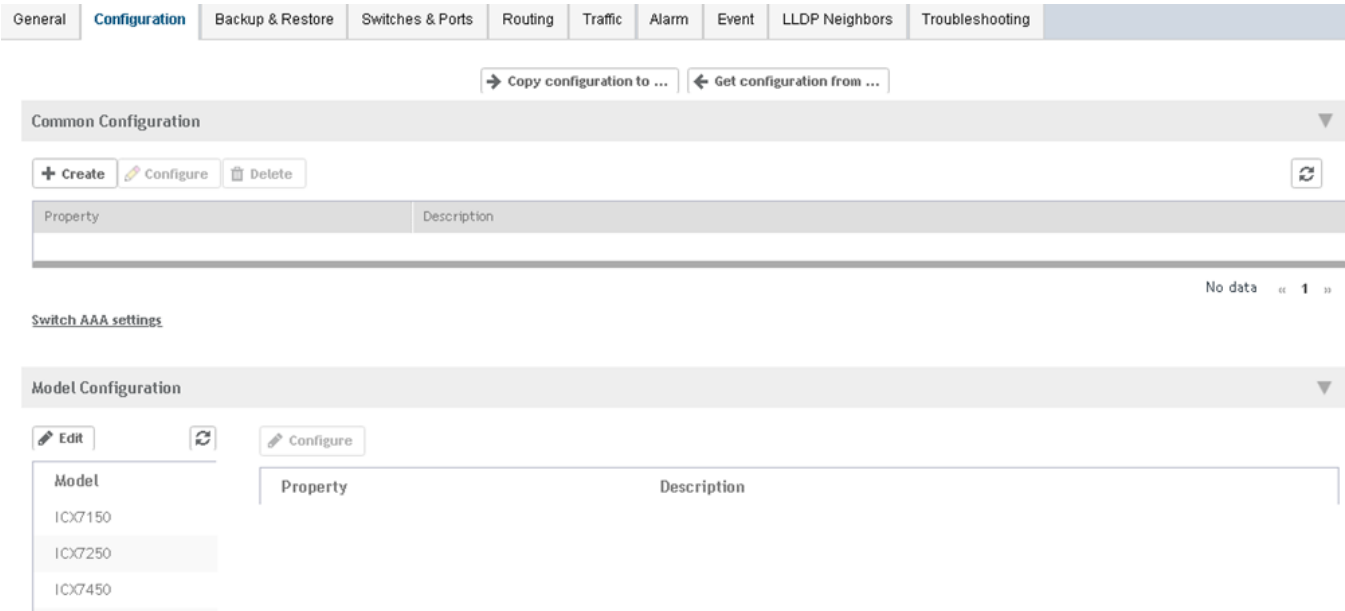 General Configuration Backup & Restore Switches & Ports Routing Traffic Alarm Event LLDP Neighbors Troubleshooting
Copy configuration to ... Get configuration from ...
Common Configuration
Create Configure Delete
Property Description
No data « 1 »
Switch AAA settings
Model Configuration
Edit Configure
Model Property Description
ICX7150
ICX7250
ICX7450